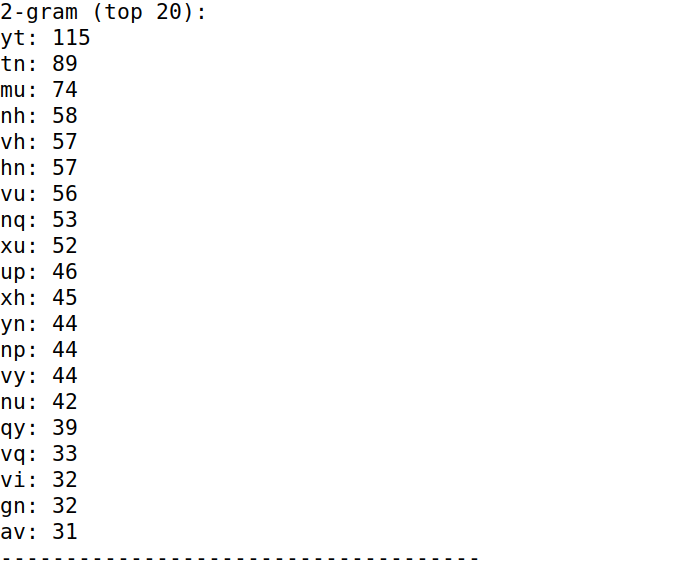 2-gram (top 20):
yt: 115
tn: 89
mu: 74
nh: 58
vh: 57
hn: 57
vu: 56
nq: 53
xu: 52
up: 46
xh: 45
yn: 44
np: 44
vy: 44
nu: 42
qy: 39
vq: 33
vi: 32
gn: 32
av: 31
-------------------------------------